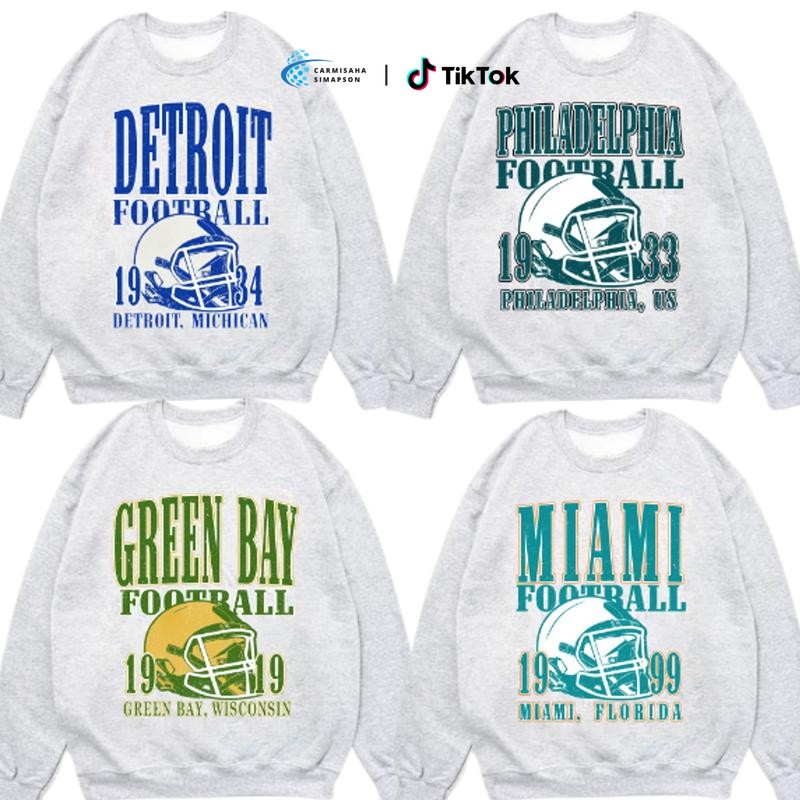 CARMISAHA
SIMAPSON
| TikTok
DETROIT
FOOTBALL
19 34
DETROIT, MICHICAN
PHILADELPHIA
FOOTBALL
19 33
PHILADELPHIA, US
GREEN BAY
FOOTBALL
19 19
GREEN BAY, WISCONSIN
MIAMI
FOOTBALL
19 99
MIAMI, FLORIDA